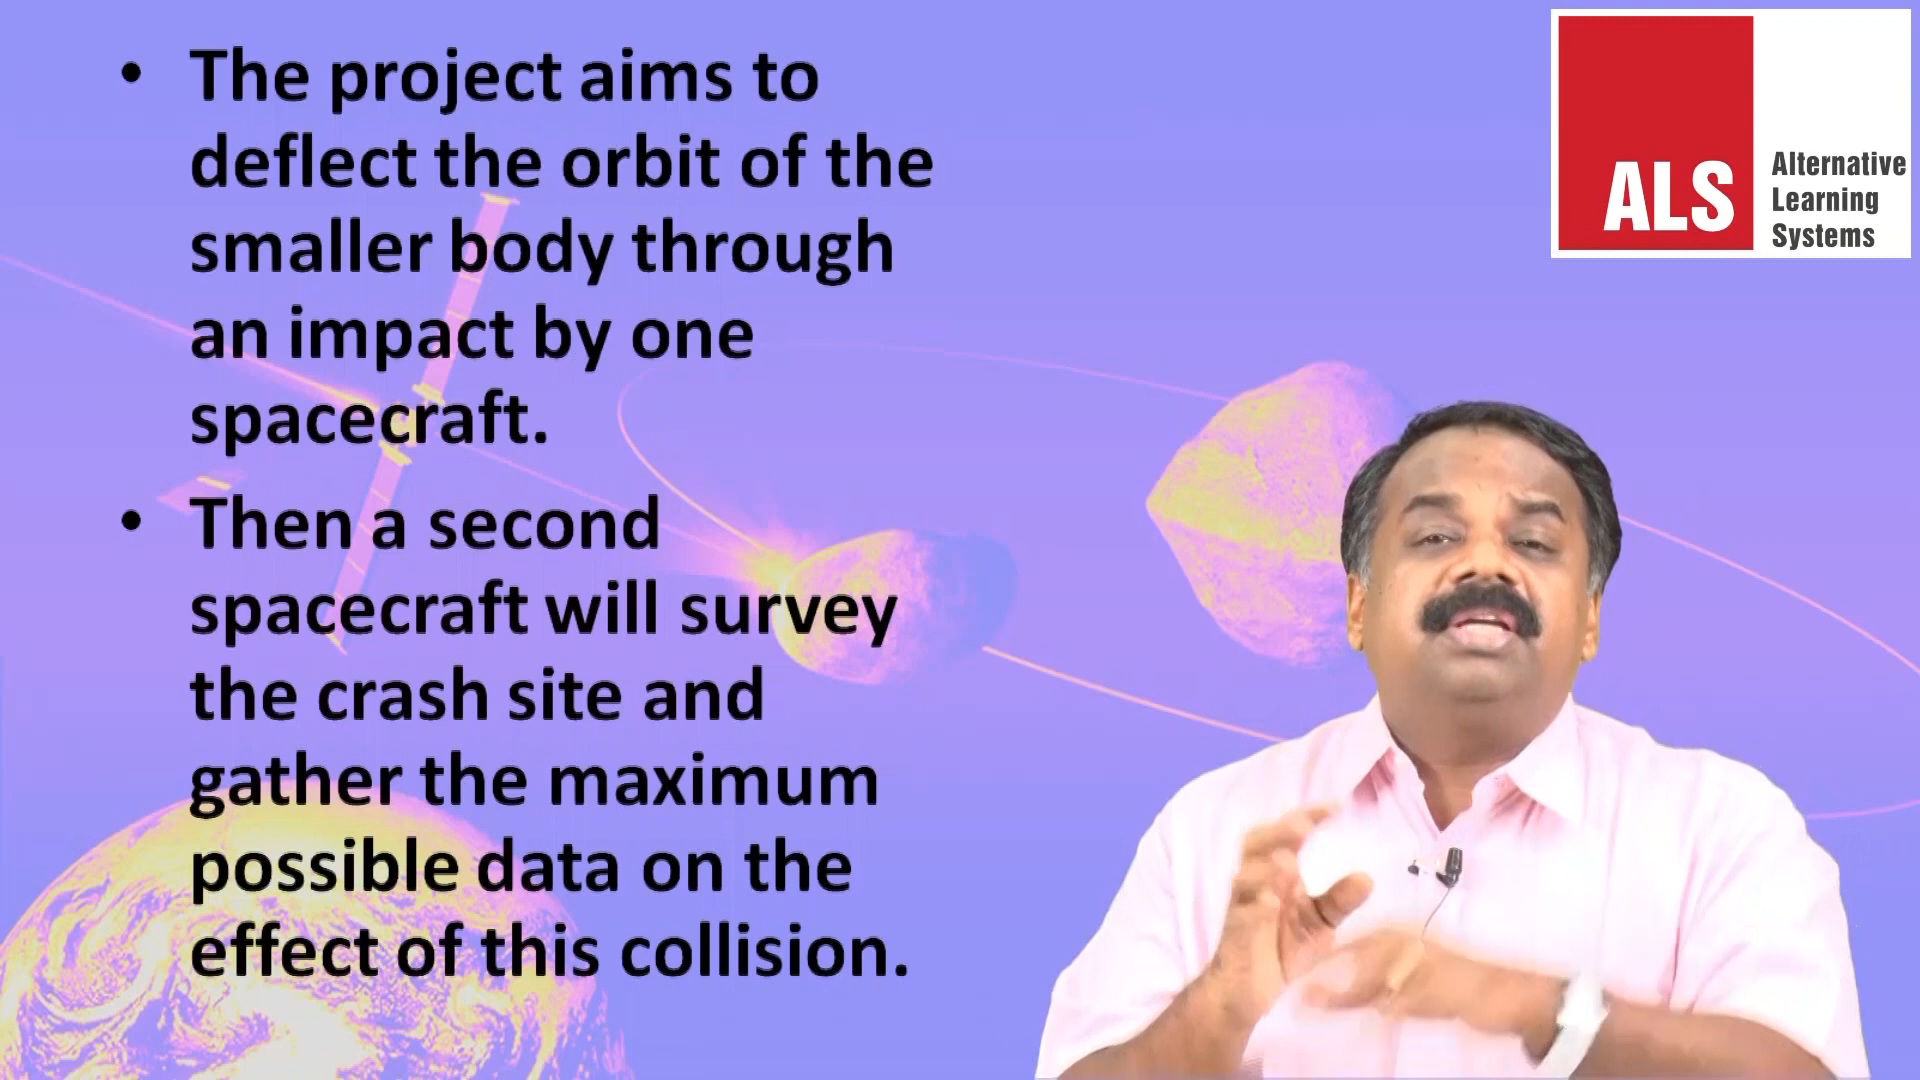 • The project aims to
deflect the orbit of the
smaller body through
an impact by one
spacecraft.
• Then a second
spacecraft will survey
the crash site and
gather the maximum
possible data on the
effect of this collision.
ALS
Alternative
Learning
Systems